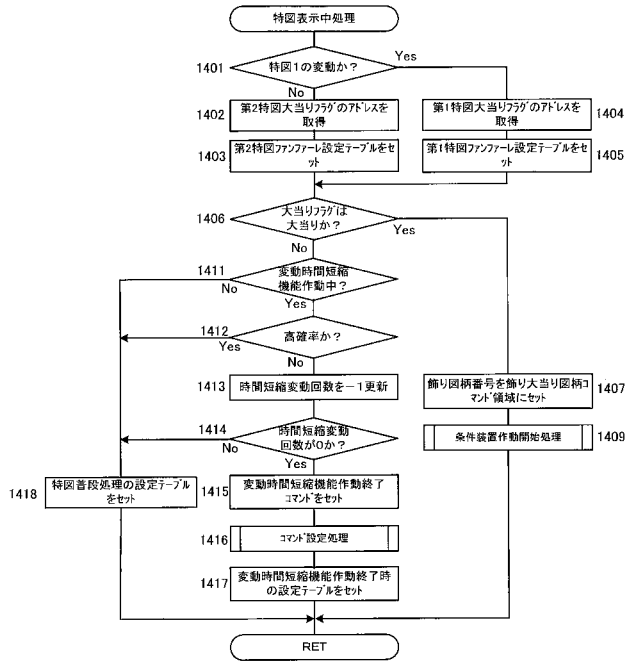 特図表示中処理
1401
特図1の変動か？
Yes
No
1402
第2特図大当りフラグのアドレスを
取得
第1特図大当りフラグのアドレスを
取得
1404
1403
第2特図ファンファーレ設定テーブルをセ
ット
第1特図ファンファーレ設定テーブルをセ
ット
1405
1406
大当りフラグは
大当りか？
Yes
No
1411
変動時間短縮
機能作動中？
No
Yes
1412
高確率か？
Yes
No
1413
時間短縮変動回数を－1更新
飾り図柄番号を飾り大当り図柄コ
マンド領域にセット
1407
1414
時間短縮変動
回数が0か？
No
条件装置作動開始処理
1409
Yes
1418
特図普段処理の設定テーブル
をセット
1415
変動時間短縮機能作動終了
コマンドをセット
1416
コマンド設定処理
1417
変動時間短縮機能作動終了時
の設定テーブルをセット
RET